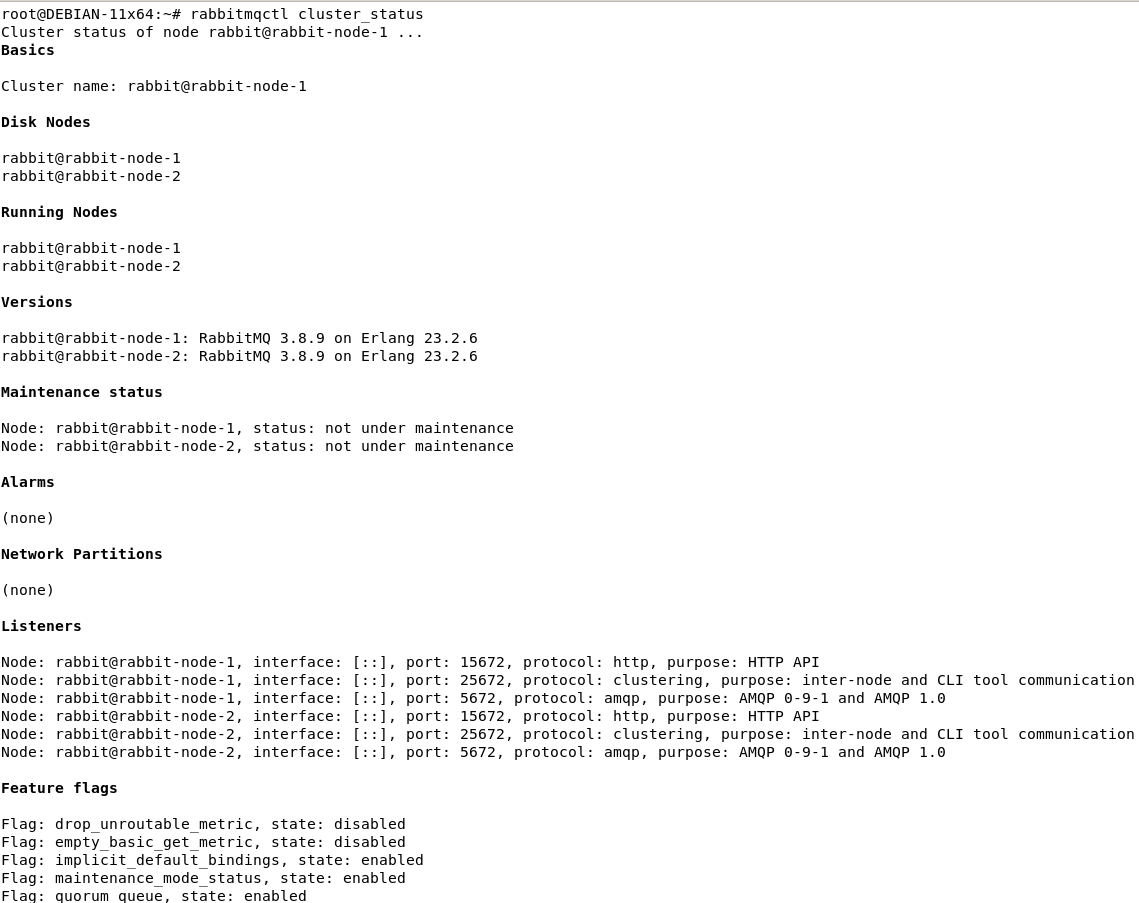 root@DEBIAN-11x64:~# rabbitmqctl cluster_status
Cluster status of node rabbit@rabbit-node-1 ...
Basics
Cluster name: rabbit@rabbit-node-1
Disk Nodes
rabbit@rabbit-node-1
rabbit@rabbit-node-2
Running Nodes
rabbit@rabbit-node-1
rabbit@rabbit-node-2
Versions
rabbit@rabbit-node-1: RabbitMQ 3.8.9 on Erlang 23.2.6
rabbit@rabbit-node-2: RabbitMQ 3.8.9 on Erlang 23.2.6
Maintenance status
Node: rabbit@rabbit-node-1, status: not under maintenance
Node: rabbit@rabbit-node-2, status: not under maintenance
Alarms
(none)
Network Partitions
(none)
Listeners
Node: rabbit@rabbit-node-1, interface: [::], port: 15672, protocol: http, purpose: HTTP API
Node: rabbit@rabbit-node-1, interface: [::], port: 25672, protocol: clustering, purpose: inter-node and CLI tool communication
Node: rabbit@rabbit-node-1, interface: [::], port: 5672, protocol: amqp, purpose: AMQP 0-9-1 and AMQP 1.0
Node: rabbit@rabbit-node-2, interface: [::], port: 15672, protocol: http, purpose: HTTP API
Node: rabbit@rabbit-node-2, interface: [::], port: 25672, protocol: clustering, purpose: inter-node and CLI tool communication
Node: rabbit@rabbit-node-2, interface: [::], port: 5672, protocol: amqp, purpose: AMQP 0-9-1 and AMQP 1.0
Feature flags
Flag: drop_unroutable_metric, state: disabled
Flag: empty_basic_get_metric, state: disabled
Flag: implicit_default_bindings, state: enabled
Flag: maintenance_mode_status, state: enabled
Flag: quorum_queue, state: enabled